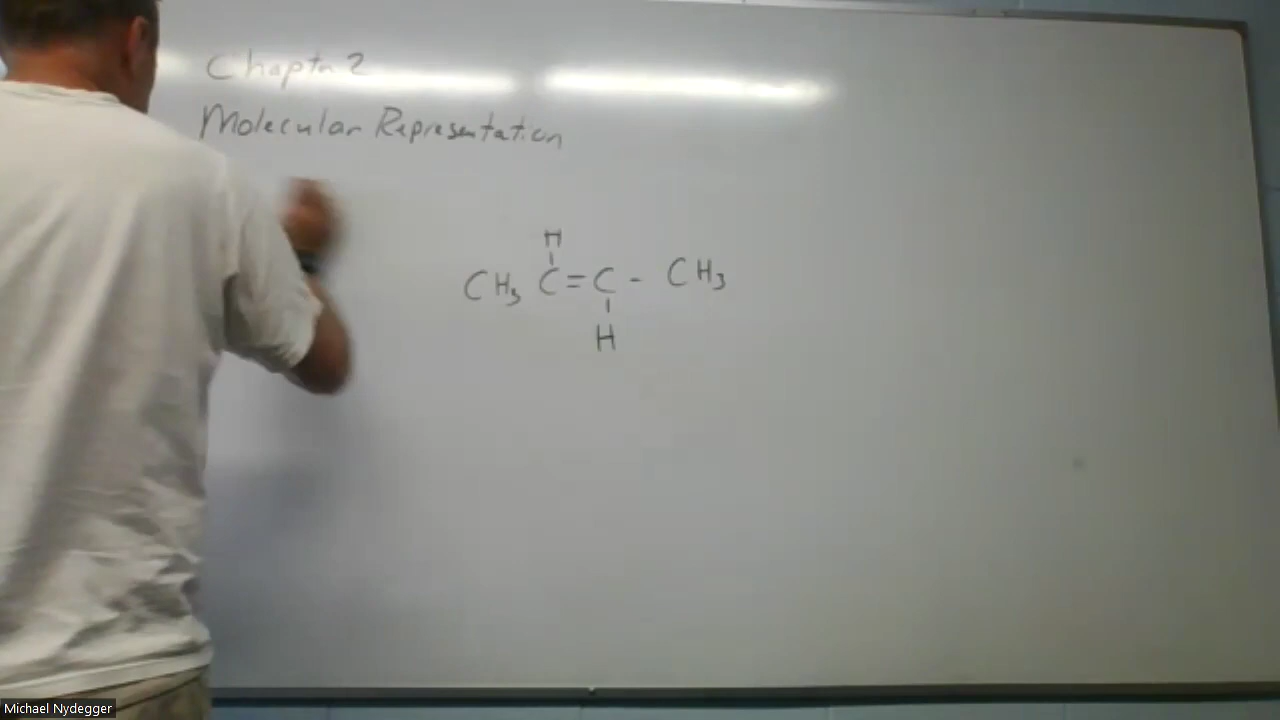 Chapter 2
Molecular Representation
H
CH3 C=C - CH3
H
Michael Nydegger